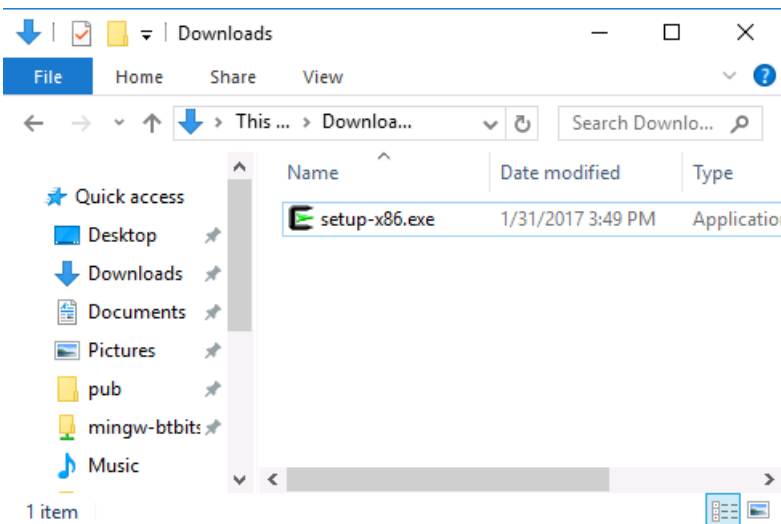 Downloads
File Home Share View
This ... Downloa... Search Downlo...
Name Date modified Type
Quick access
setup-x86.exe 1/31/2017 3:49 PM Applicatio
Desktop
Downloads
Documents
Pictures
pub
mingw-btbits
Music
1 item